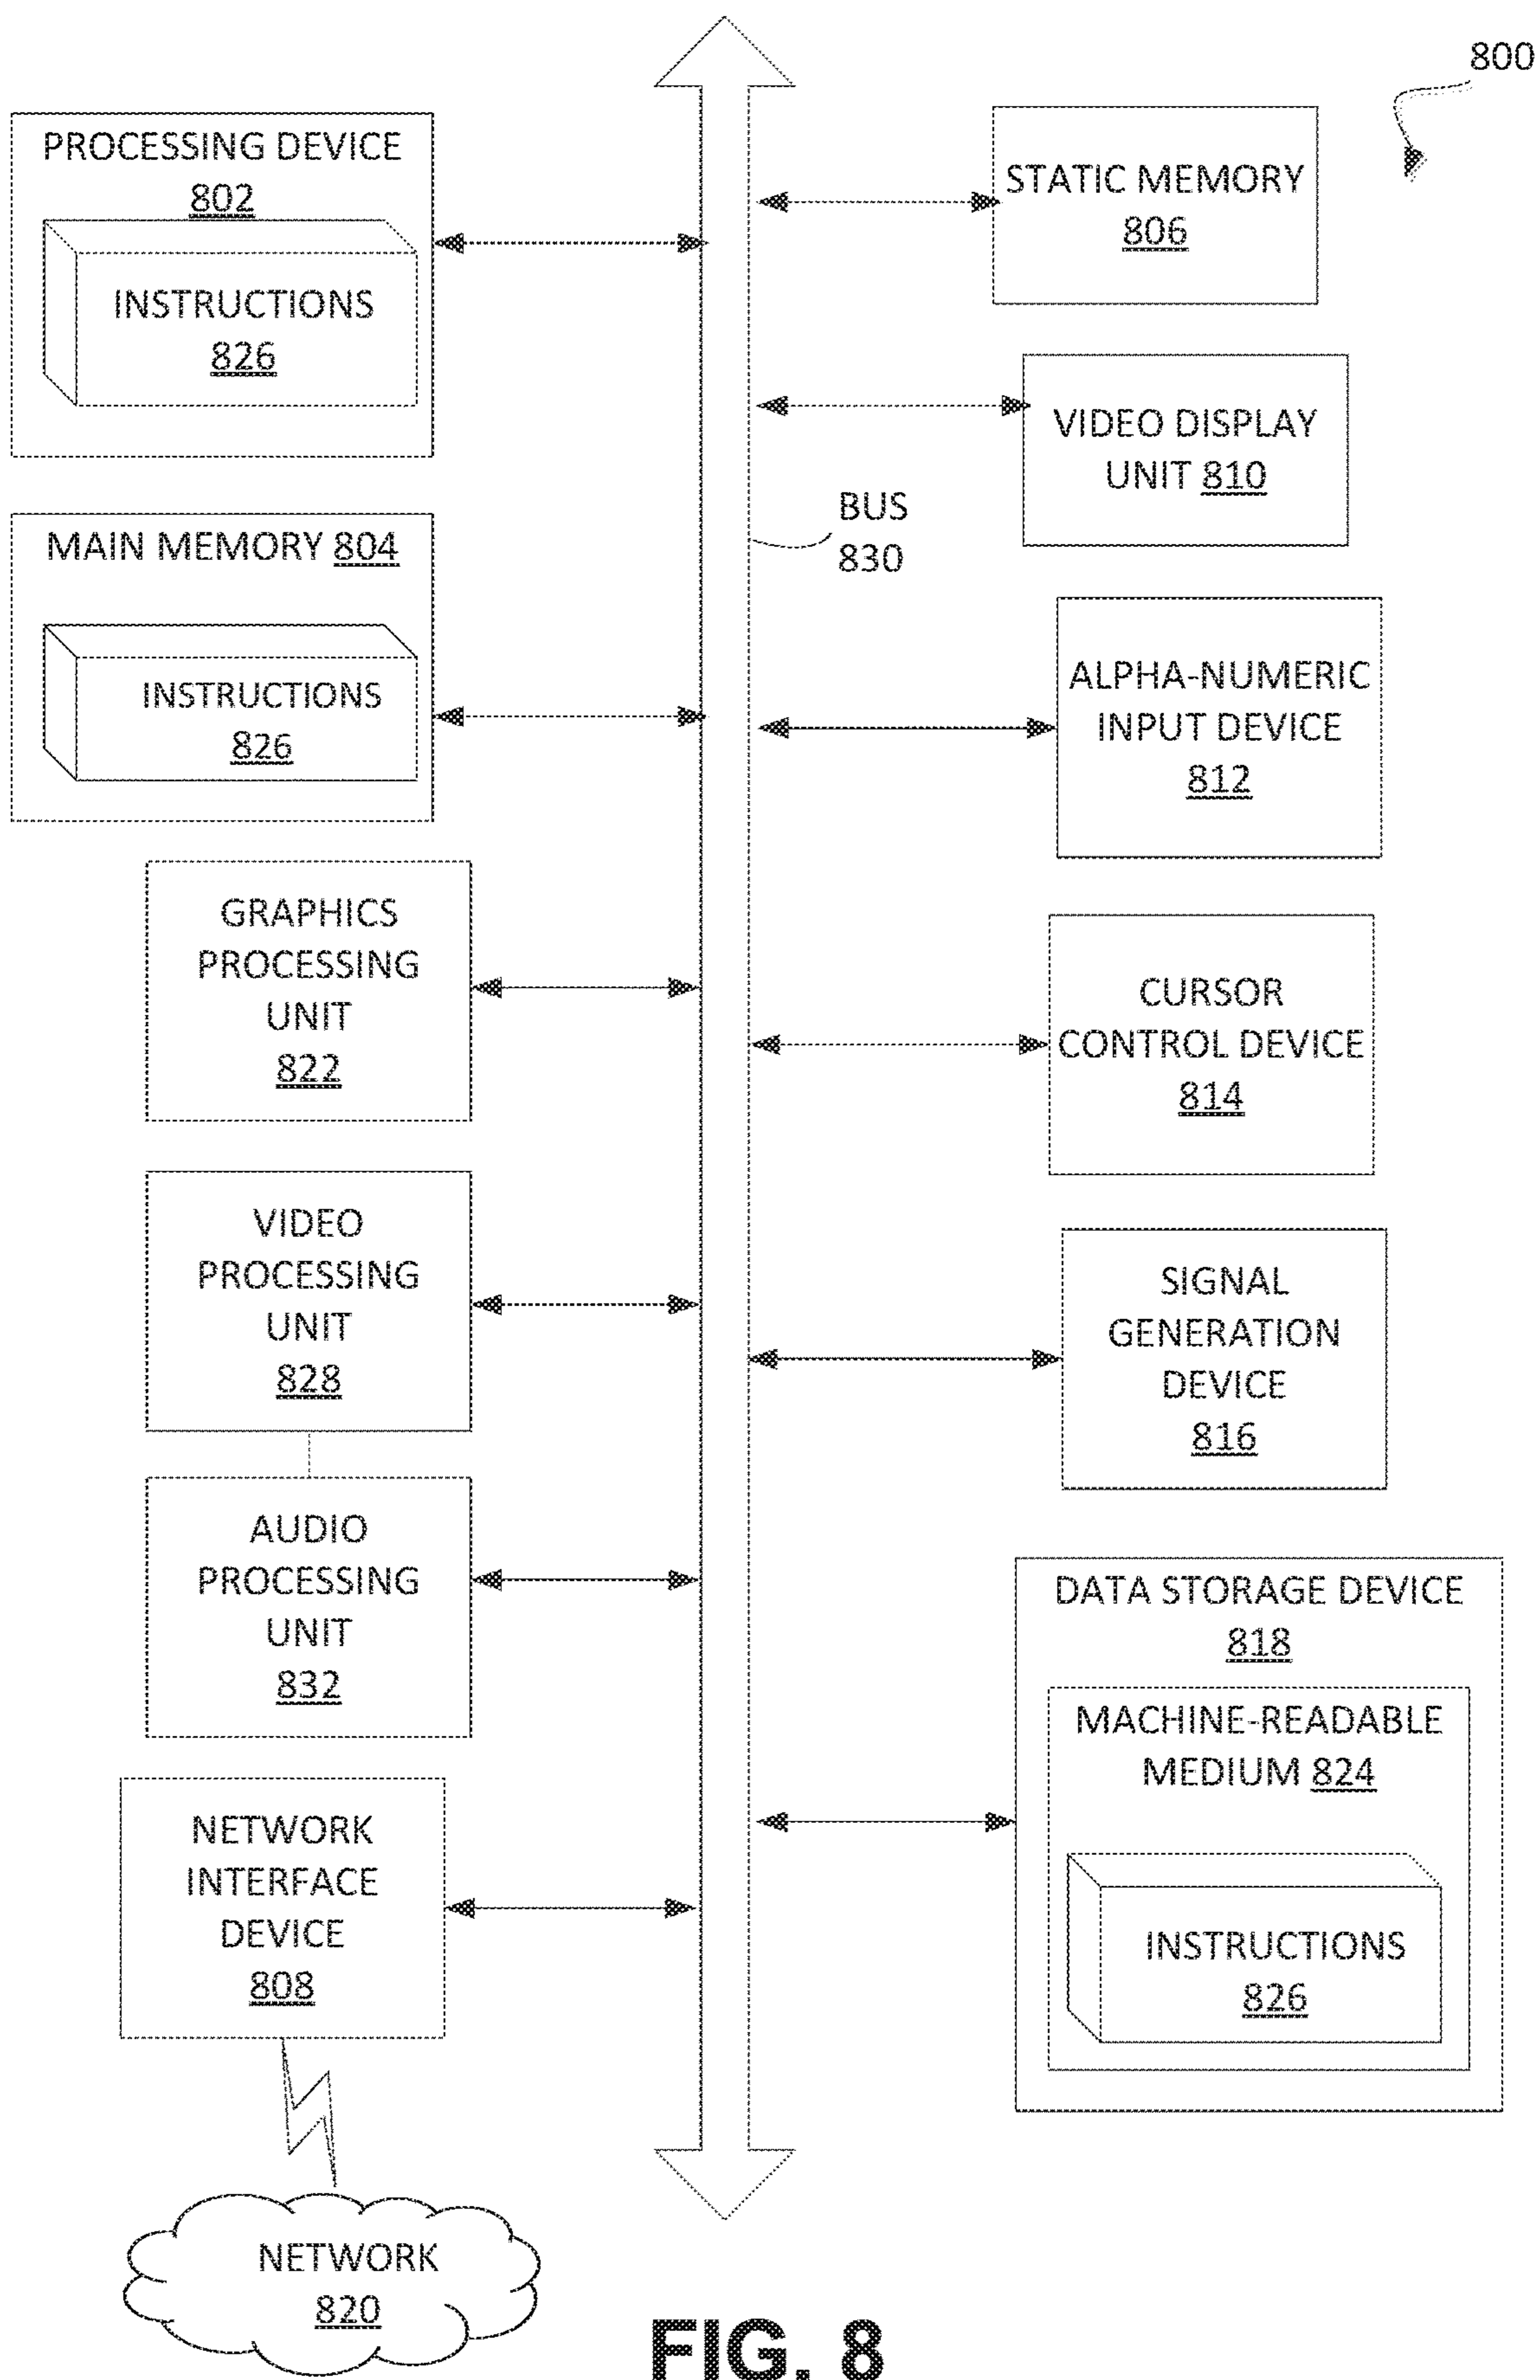 800
PROCESSING DEVICE
802
INSTRUCTIONS
826
MAIN MEMORY 804
INSTRUCTIONS
826
GRAPHICS
PROCESSING
UNIT
822
VIDEO
PROCESSING
UNIT
828
AUDIO
PROCESSING
UNIT
832
NETWORK
INTERFACE
DEVICE
808
NETWORK
820
BUS
830
STATIC MEMORY
806
VIDEO DISPLAY
UNIT 810
ALPHA-NUMERIC
INPUT DEVICE
812
CURSOR
CONTROL DEVICE
814
SIGNAL
GENERATION
DEVICE
816
DATA STORAGE DEVICE
818
MACHINE-READABLE
MEDIUM 824
INSTRUCTIONS
826
FIG. 8